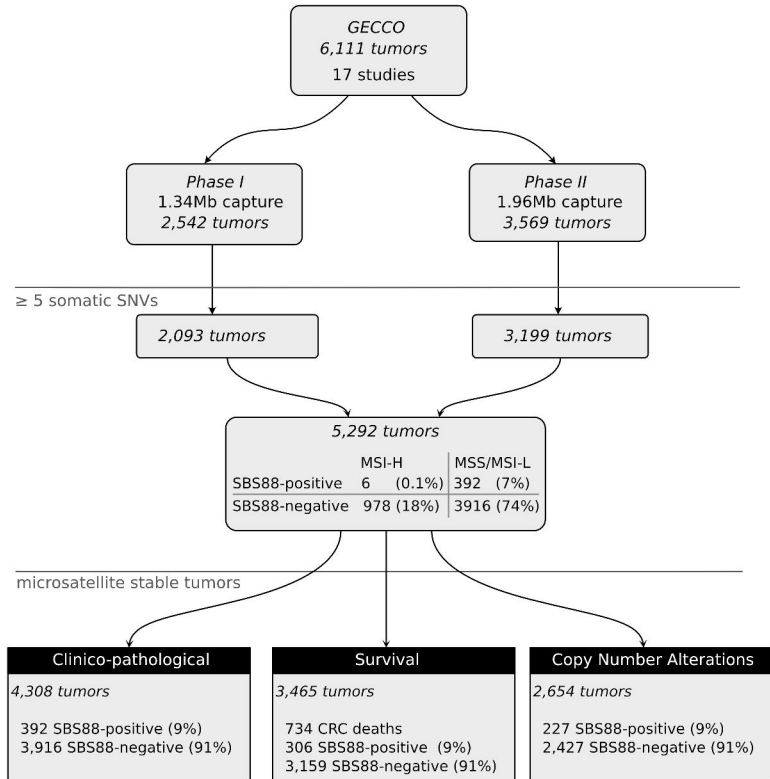 GECCO
6,111 tumors
17 studies
Phase I
1.34Mb capture
2,542 tumors
Phase II
1.96Mb capture
3,569 tumors
≥ 5 somatic SNVs
2,093 tumors
3,199 tumors
5,292 tumors
MSI-H MSS/MSI-L
SBS88-positive 6 (0.1%) 392 (7%)
SBS88-negative 978 (18%) 3916 (74%)
microsatellite stable tumors
Clinico-pathological
4,308 tumors
392 SBS88-positive (9%)
3,916 SBS88-negative (91%)
Survival
3,465 tumors
734 CRC deaths
306 SBS88-positive (9%)
3,159 SBS88-negative (91%)
Copy Number Alterations
2,654 tumors
227 SBS88-positive (9%)
2,427 SBS88-negative (91%)